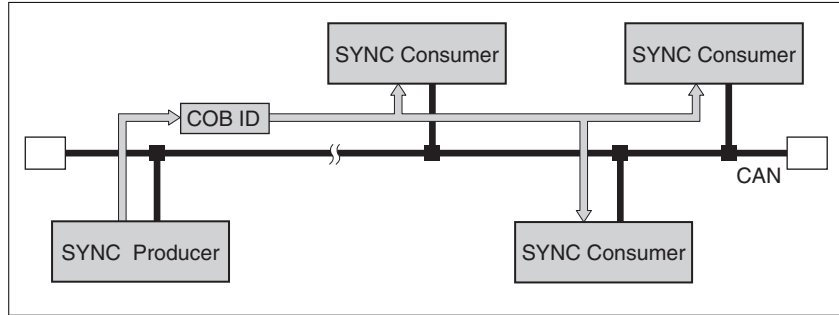 SYNC Consumer
SYNC Consumer
COB ID
CAN
SYNC Producer
SYNC Consumer